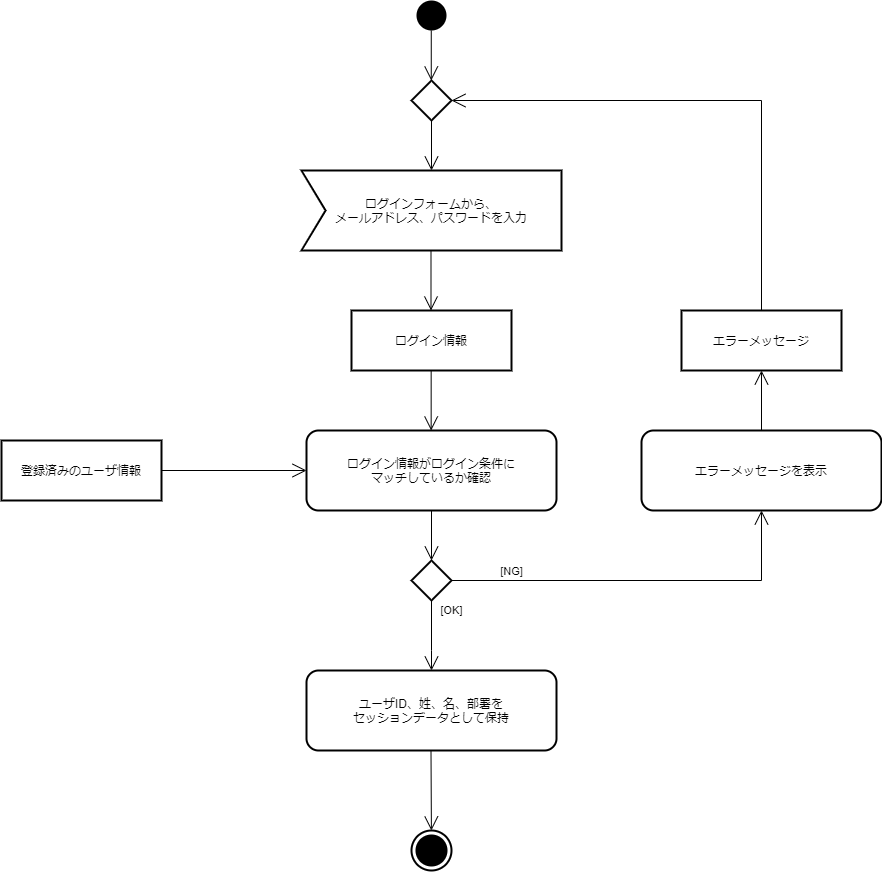 ログインフォームから、
メールアドレス、パスワードを入力
ログイン情報
エラーメッセージ
登録済みのユーザ情報
ログイン情報がログイン条件に
マッチしているか確認
エラーメッセージを表示
[NG]
[OK]
ユーザID、姓、名、部署を
セッションデータとして保持